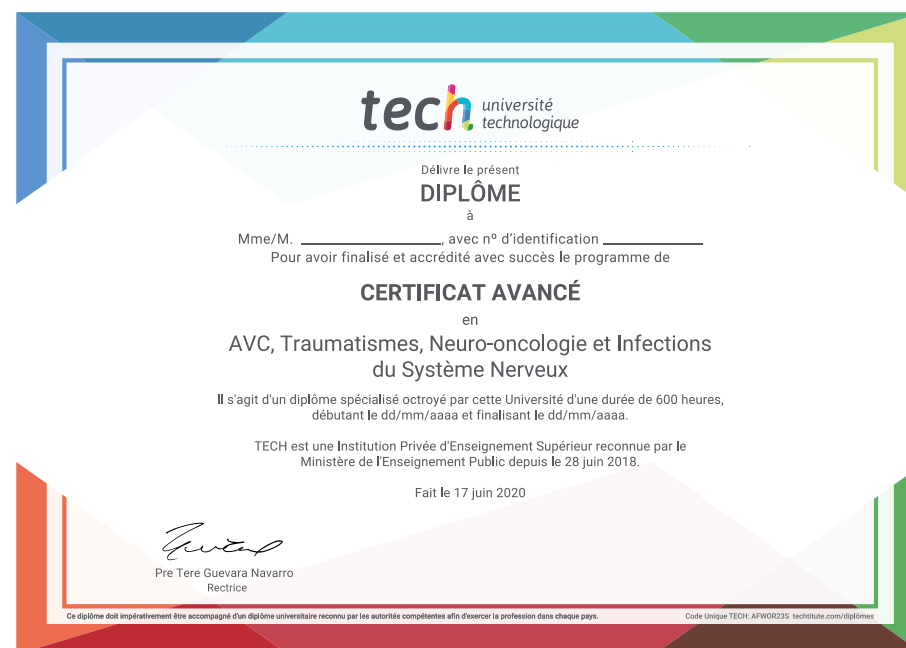 tech université
technologique
Délivre le présent
DIPLÔME
à
Mme/M. ____________________, avec nº d'identification ______________
Pour avoir finalisé et accrédité avec succès le programme de
CERTIFICAT AVANCÉ
en
AVC, Traumatismes, Neuro-oncologie et Infections
du Système Nerveux
Il s'agit d'un diplôme spécialisé octroyé par cette Université d'une durée de 600 heures,
débutant le dd/mm/aaaa et finalisant le dd/mm/aaaa.
TECH est une Institution Privée d'Enseignement Supérieur reconnue par le
Ministère de l'Enseignement Public depuis le 28 juin 2018.
Fait le 17 juin 2020
Pre Tere Guevara Navarro
Rectrice
Ce diplôme doit impérativement être accompagné d'un diplôme universitaire reconnu par les autorités compétentes afin d'exercer la profession dans chaque pays.
Code Unique TECH: AFWOR23S techtitute.com/diplômes